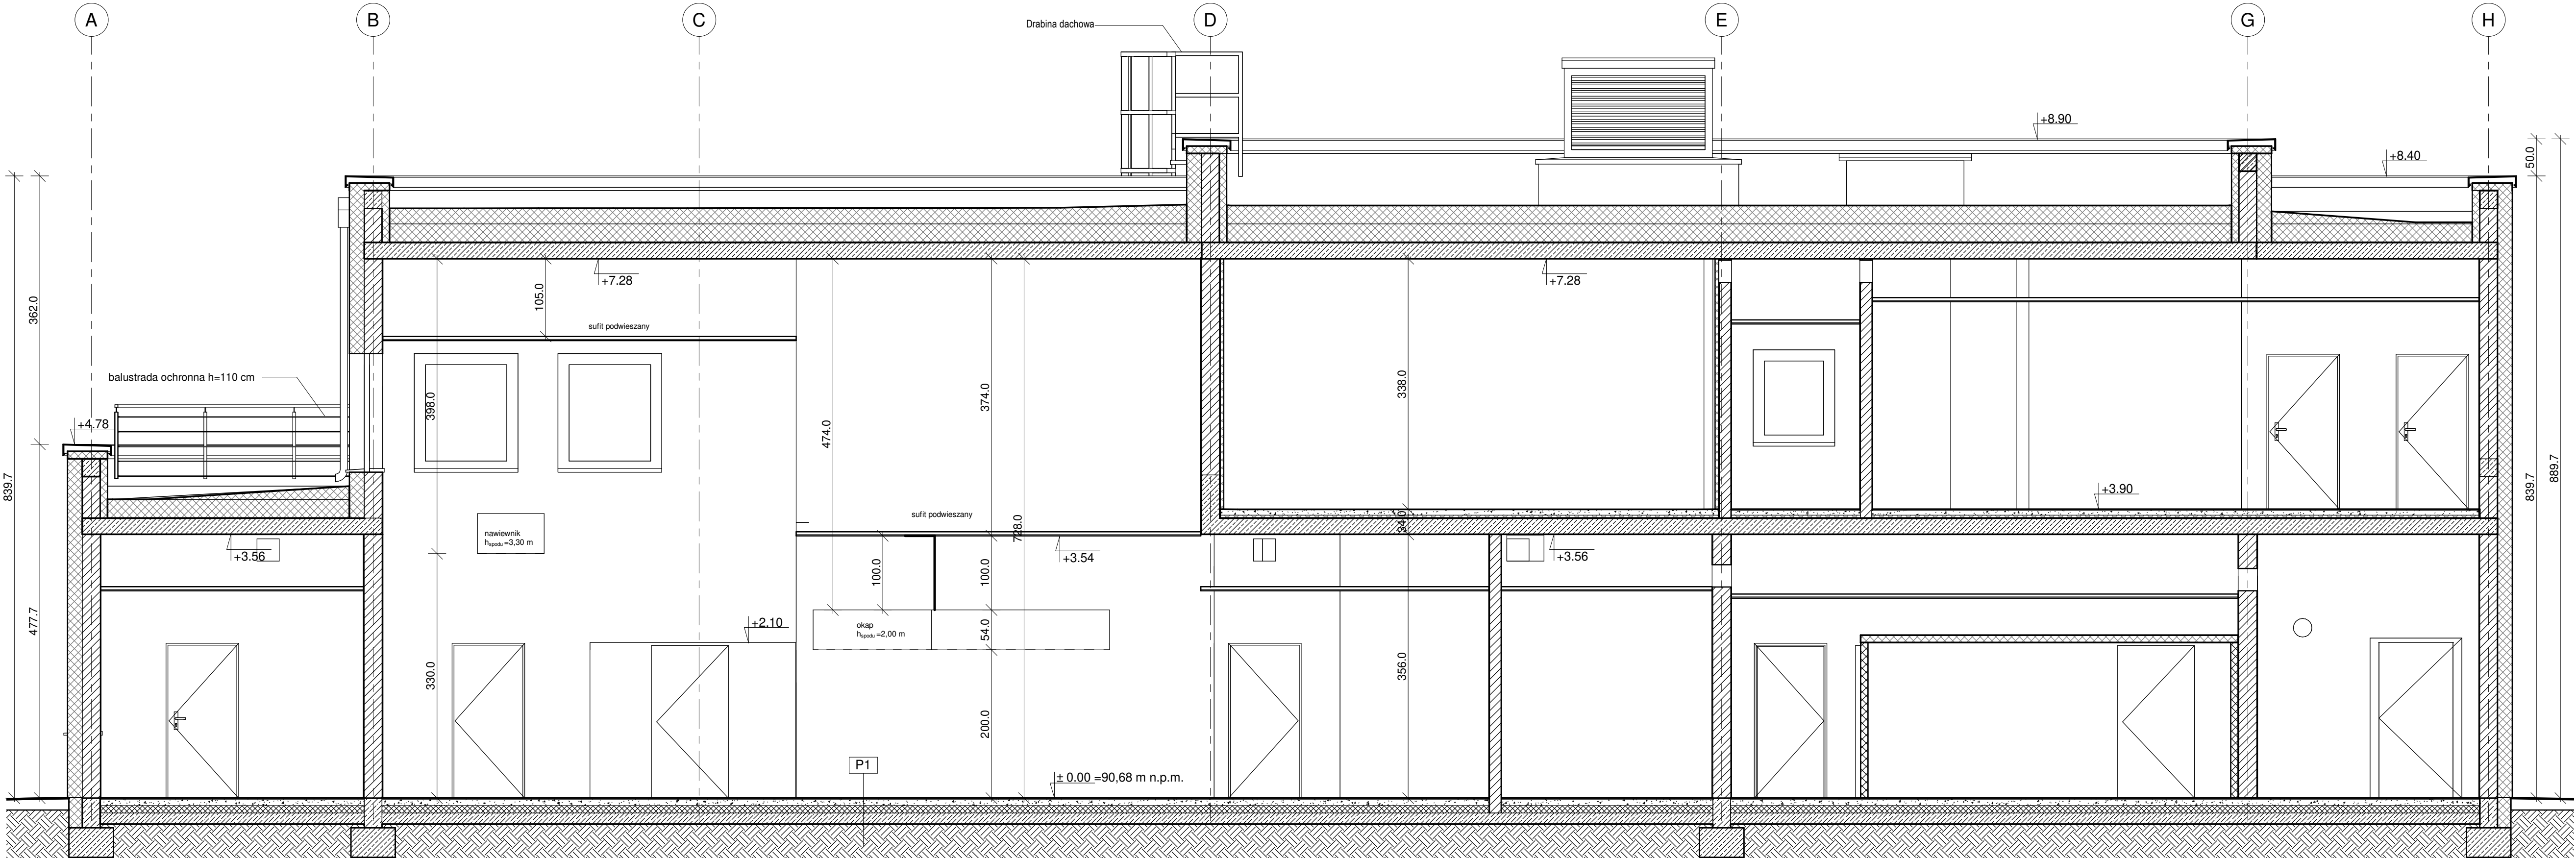 A
B
C
D
E
G
H
Drabina dachowa
+8.90
+8.40
50.0
362.0
839.7
477.7
balustrada ochronna h=110 cm
+4.78
105.0
+7.28
+7.28
sufit podwieszany
398.0
474.0
374.0
728.0
338.0
+3.90
839.7
889.7
nawiewnik
hspodu =3,30 m
sufit podwieszany
34.0
+3.56
+3.54
+3.56
100.0
100.0
okap
hspodu =2,00 m
54.0
+2.10
330.0
356.0
200.0
P1
± 0.00 =90,68 m n.p.m.